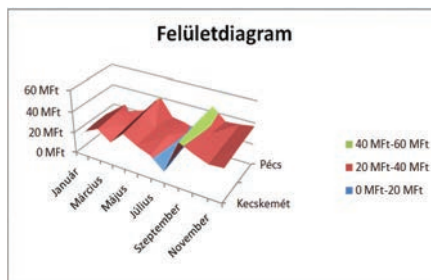 Felületdiagram
60 MFt
40 MFt
20 MFt
0 MFt
Január
Március
Május
Július
Szeptember
November
Pécs
Kecskemét
40 MFt-60 MFt
20 MFt-40 MFt
0 MFt-20 MFt